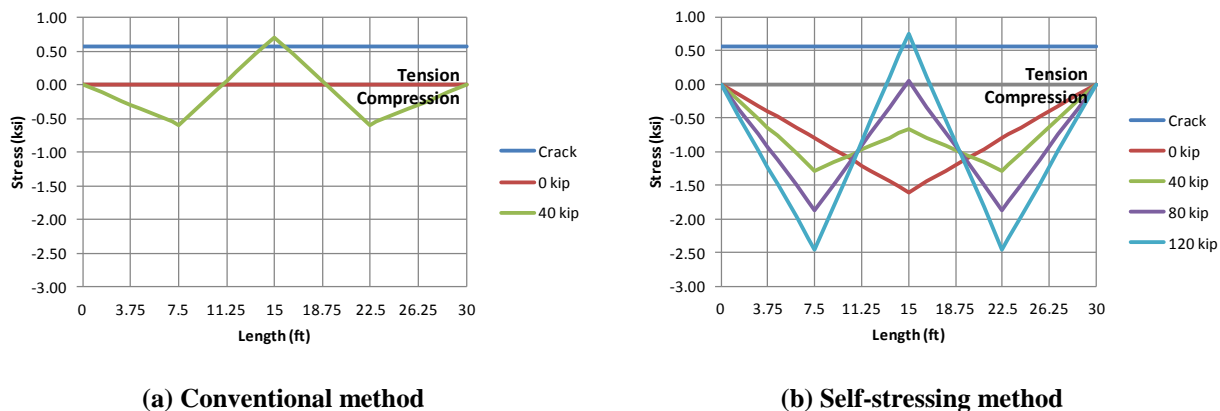 1.00
0.50
0.00
-0.50
-1.00
-1.50
-2.00
-2.50
-3.00
Stress (ksi)
Tension
Compression
0 3.75 7.5 11.25 15 18.75 22.5 26.25 30
Length (ft)
Crack
0 kip
40 kip
(a) Conventional method
1.00
0.50
0.00
-0.50
-1.00
-1.50
-2.00
-2.50
-3.00
Stress (ksi)
Tension
Compression
0 3.75 7.5 11.25 15 18.75 22.5 26.25 30
Length (ft)
Crack
0 kip
40 kip
80 kip
120 kip
(b) Self-stressing method